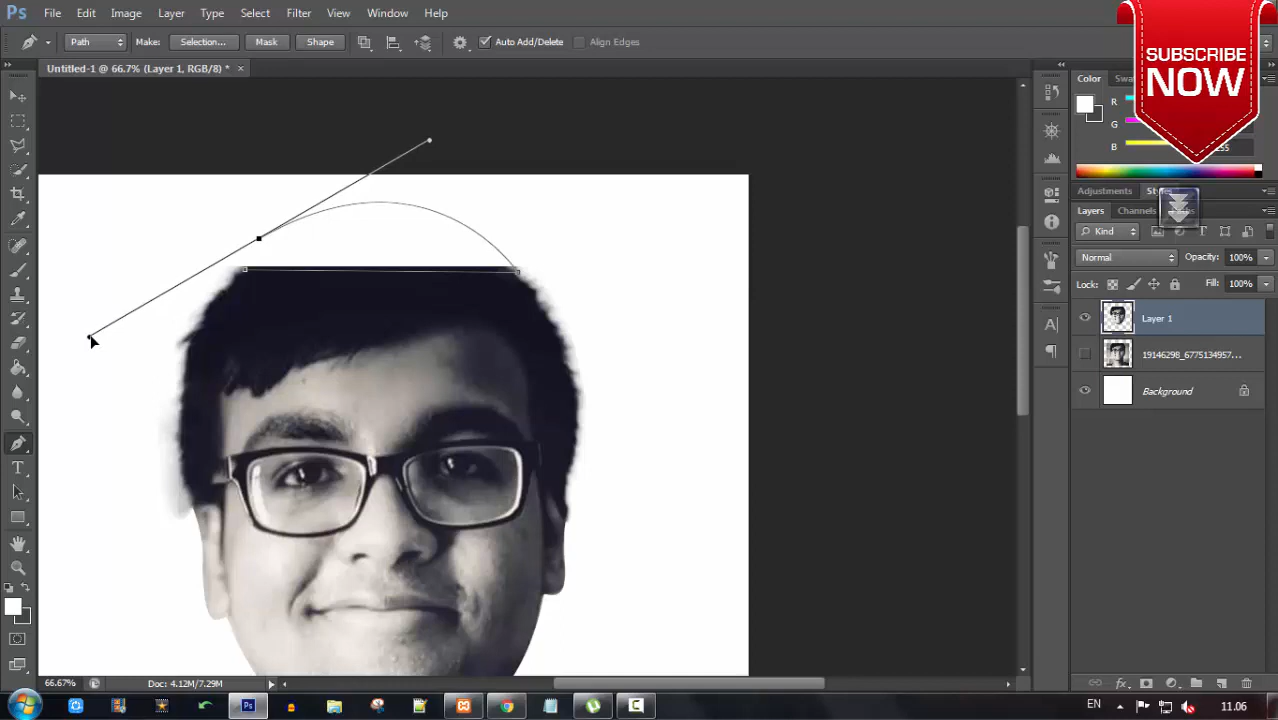 Ps File Edit Image Layer Type Select Filter View Window Help
Path Make: Selection... Mask Shape Auto Add/Delete Align Edges
SUBSCRIBE
NOW
Untitled-1 @ 66.7% (Layer 1, RGB/8) * ×
Color
R
G
B 255
Adjustments
Layers Channels
Kind
Normal Opacity: 100%
Lock: Fill: 100%
Layer 1
19146298_6775134957...
Background
66.67% Doc: 4.12M/7.29M
EN 11.06